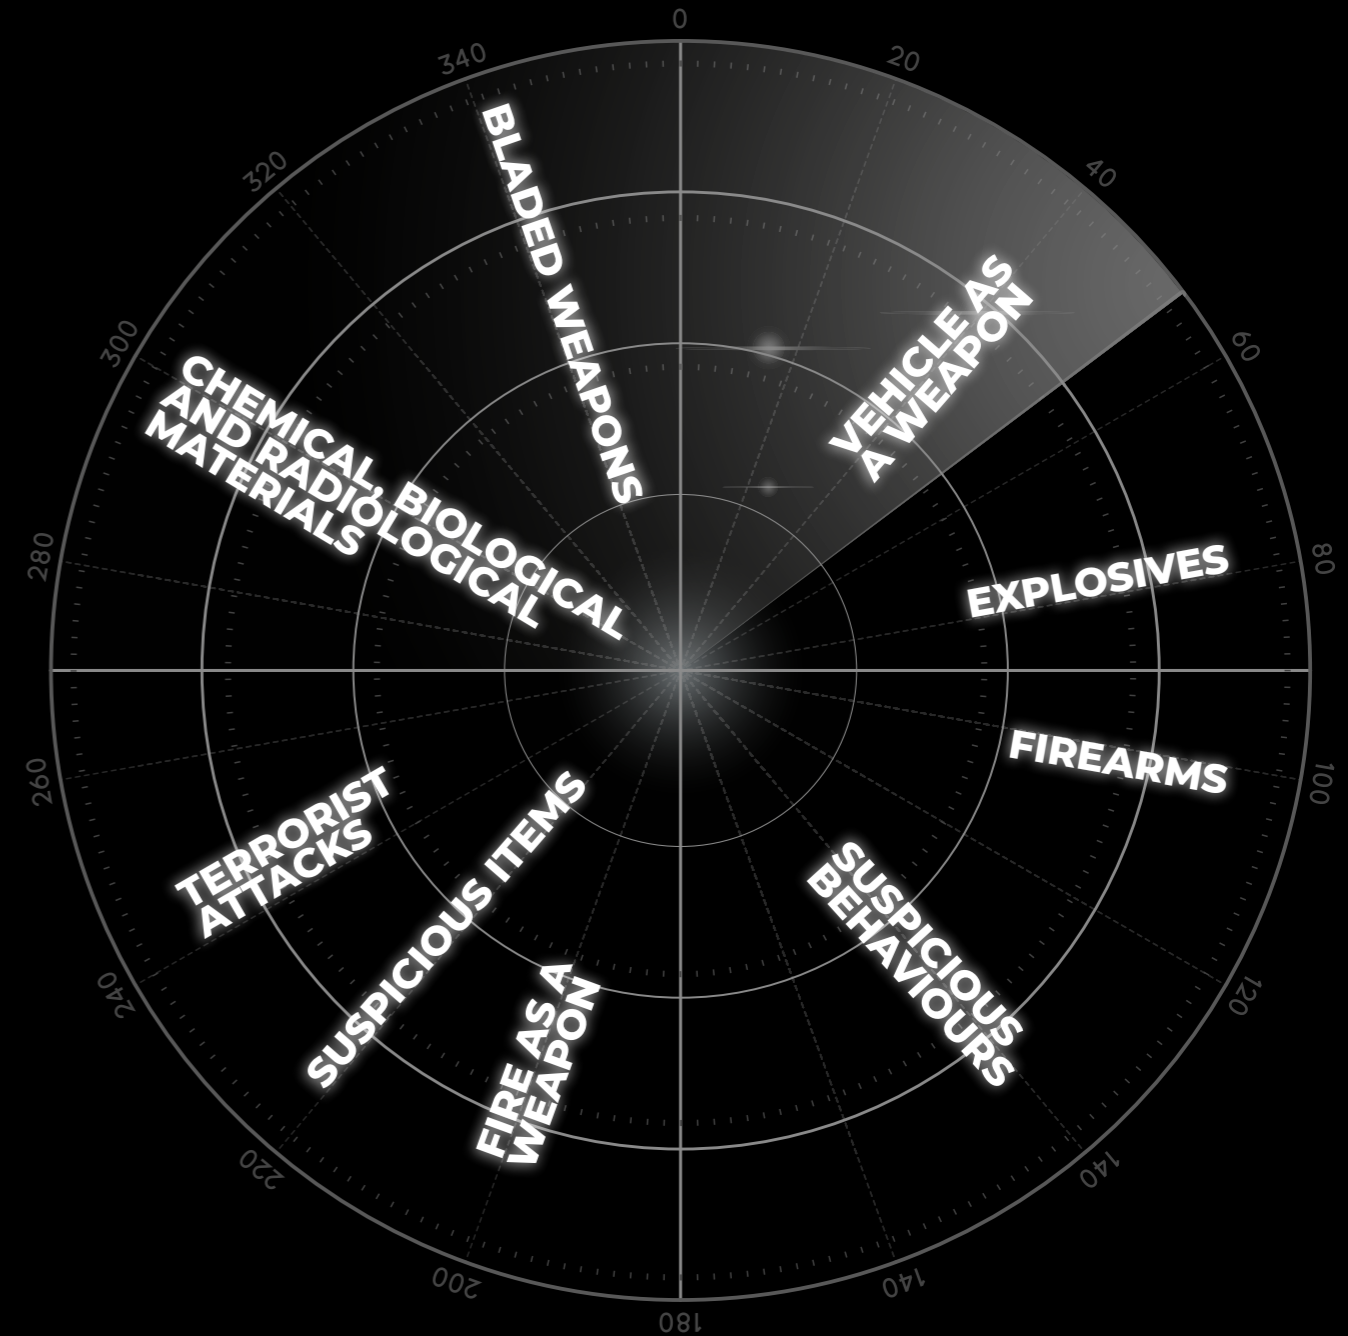 0
20
40
60
80
100
120
140
140
180
200
220
240
260
280
300
320
340
BLADED WEAPONS
VEHICLE AS
A WEAPON
CHEMICAL, BIOLOGICAL
AND RADIOLOGICAL
MATERIALS
EXPLOSIVES
FIREARMS
TERRORIST
ATTACKS
SUSPICIOUS ITEMS
FIRE AS A
WEAPON
SUSPICIOUS
BEHAVIOURS